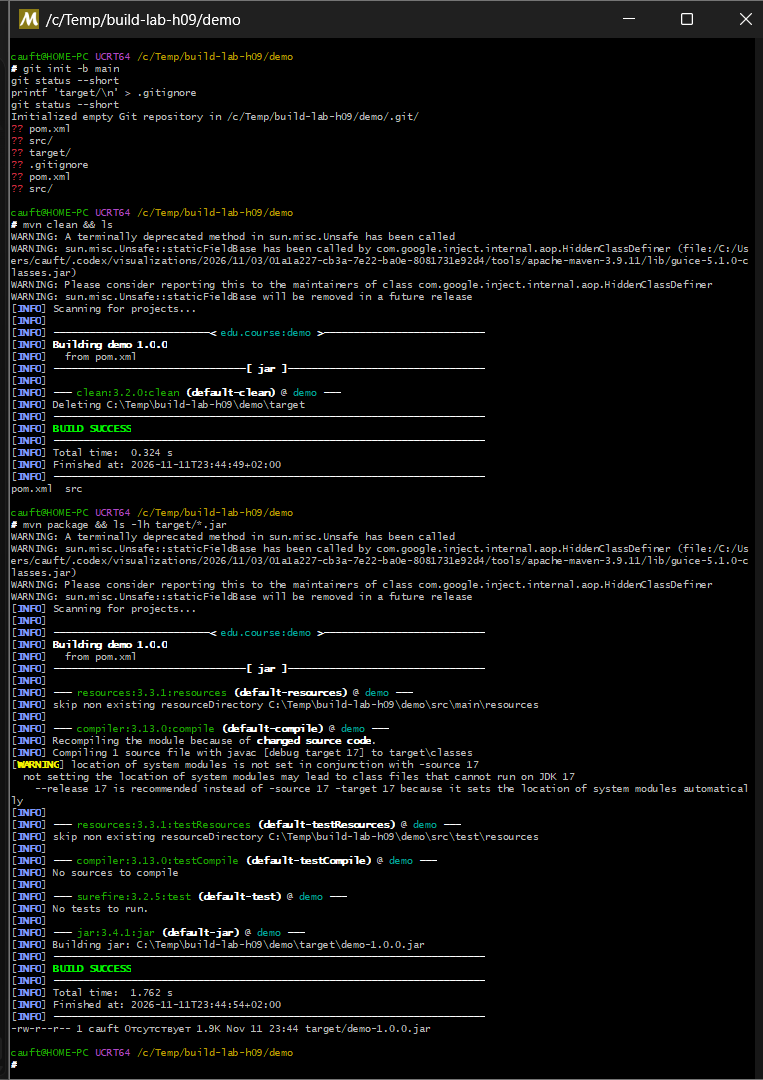 /c/Temp/build-lab-h09/demo
cauft@HOME-PC UCRT64 /c/Temp/build-lab-h09/demo
# git init -b main
git status --short
printf 'target/\n' > .gitignore
git status --short
Initialized empty Git repository in /c/Temp/build-lab-h09/demo/.git/
?? pom.xml
?? src/
?? target/
?? .gitignore
?? pom.xml
?? src/
cauft@HOME-PC UCRT64 /c/Temp/build-lab-h09/demo
# mvn clean && ls
WARNING: A terminally deprecated method in sun.misc.Unsafe has been called
WARNING: sun.misc.Unsafe::staticFieldBase has been called by com.google.inject.internal.aop.HiddenClassDefiner (file:/C:/Us
ers/cauft/.codex/visualizations/2026/11/03/01a1a227-cb3a-7e22-ba0e-8081731e92d4/tools/apache-maven-3.9.11/lib/guice-5.1.0-c
lasses.jar)
WARNING: Please consider reporting this to the maintainers of class com.google.inject.internal.aop.HiddenClassDefiner
WARNING: sun.misc.Unsafe::staticFieldBase will be removed in a future release
[INFO] Scanning for projects...
[INFO]
[INFO] --------------------------< edu.course:demo >---------------------------
[INFO] Building demo 1.0.0
[INFO]   from pom.xml
[INFO] --------------------------------[ jar ]---------------------------------
[INFO]
[INFO] --- clean:3.2.0:clean (default-clean) @ demo ---
[INFO] Deleting C:\Temp\build-lab-h09\demo\target
[INFO] ------------------------------------------------------------------------
[INFO] BUILD SUCCESS
[INFO] ------------------------------------------------------------------------
[INFO] Total time:  0.324 s
[INFO] Finished at: 2026-11-11T23:44:49+02:00
[INFO] ------------------------------------------------------------------------
pom.xml  src
cauft@HOME-PC UCRT64 /c/Temp/build-lab-h09/demo
# mvn package && ls -lh target/*.jar
WARNING: A terminally deprecated method in sun.misc.Unsafe has been called
WARNING: sun.misc.Unsafe::staticFieldBase has been called by com.google.inject.internal.aop.HiddenClassDefiner (file:/C:/Us
ers/cauft/.codex/visualizations/2026/11/03/01a1a227-cb3a-7e22-ba0e-8081731e92d4/tools/apache-maven-3.9.11/lib/guice-5.1.0-c
lasses.jar)
WARNING: Please consider reporting this to the maintainers of class com.google.inject.internal.aop.HiddenClassDefiner
WARNING: sun.misc.Unsafe::staticFieldBase will be removed in a future release
[INFO] Scanning for projects...
[INFO]
[INFO] --------------------------< edu.course:demo >---------------------------
[INFO] Building demo 1.0.0
[INFO]   from pom.xml
[INFO] --------------------------------[ jar ]---------------------------------
[INFO]
[INFO] --- resources:3.3.1:resources (default-resources) @ demo ---
[INFO] skip non existing resourceDirectory C:\Temp\build-lab-h09\demo\src\main\resources
[INFO]
[INFO] --- compiler:3.13.0:compile (default-compile) @ demo ---
[INFO] Recompiling the module because of changed source code.
[INFO] Compiling 1 source file with javac [debug target 17] to target\classes
[WARNING] location of system modules is not set in conjunction with -source 17
  not setting the location of system modules may lead to class files that cannot run on JDK 17
    --release 17 is recommended instead of -source 17 -target 17 because it sets the location of system modules automatical
ly
[INFO]
[INFO] --- resources:3.3.1:testResources (default-testResources) @ demo ---
[INFO] skip non existing resourceDirectory C:\Temp\build-lab-h09\demo\src\test\resources
[INFO]
[INFO] --- compiler:3.13.0:testCompile (default-testCompile) @ demo ---
[INFO] No sources to compile
[INFO]
[INFO] --- surefire:3.2.5:test (default-test) @ demo ---
[INFO] No tests to run.
[INFO]
[INFO] --- jar:3.4.1:jar (default-jar) @ demo ---
[INFO] Building jar: C:\Temp\build-lab-h09\demo\target\demo-1.0.0.jar
[INFO] ------------------------------------------------------------------------
[INFO] BUILD SUCCESS
[INFO] ------------------------------------------------------------------------
[INFO] Total time:  1.762 s
[INFO] Finished at: 2026-11-11T23:44:54+02:00
[INFO] ------------------------------------------------------------------------
-rw-r--r-- 1 cauft Отсутствует 1.9K Nov 11 23:44 target/demo-1.0.0.jar
cauft@HOME-PC UCRT64 /c/Temp/build-lab-h09/demo
#